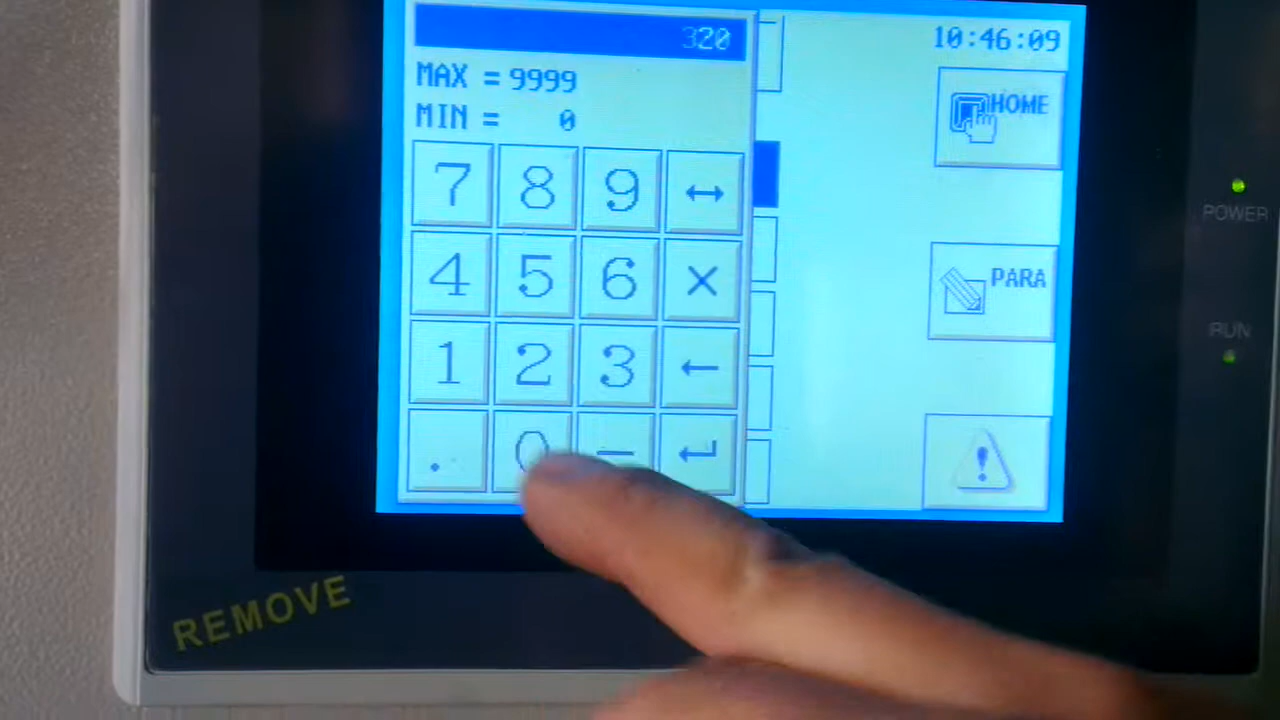 320
10:46:09
MAX = 9999
MIN = 0
HOME
7 8 9 ↔
4 5 6 ×
1 2 3 ←
. 0 – ↵
PARA
!
POWER
RUN
REMOVE